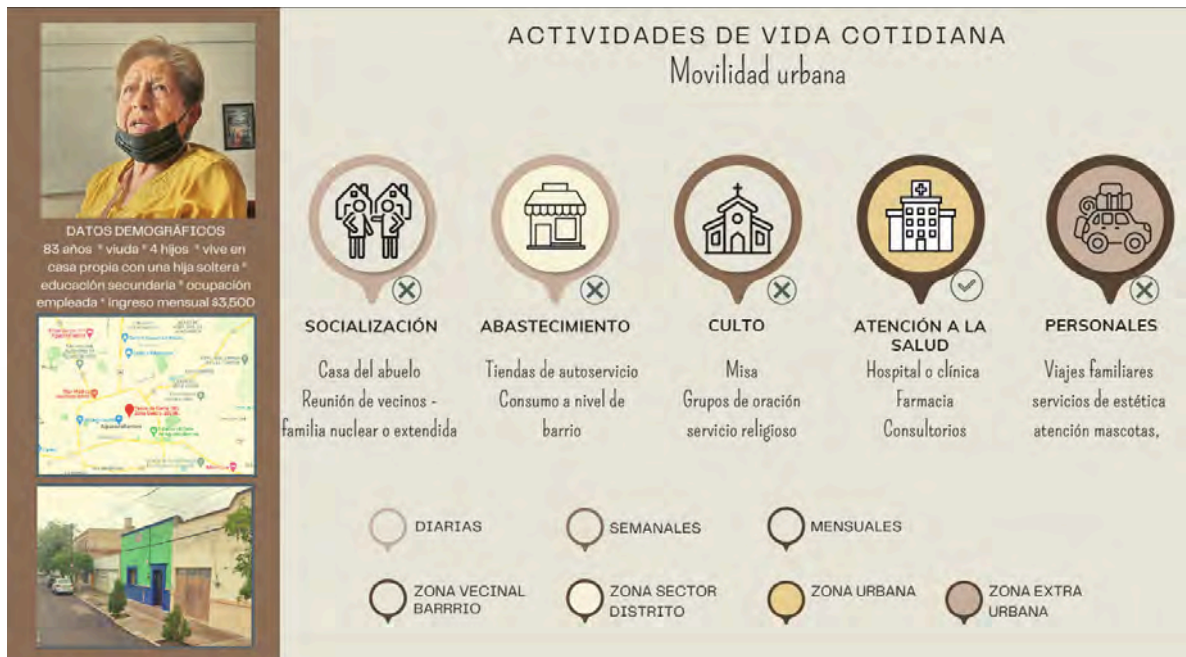 ACTIVIDADES DE VIDA COTIDIANA
Movilidad urbana
DATOS DEMOGRÁFICOS
83 años * viuda * 4 hijos * vive en
casa propia con una hija soltera *
educación secundaria * ocupación
empleada * ingreso mensual $3,500
SOCIALIZACIÓN
Casa del abuelo
Reunión de vecinos -
familia nuclear o extendida
ABASTECIMIENTO
Tiendas de autoservicio
Consumo a nivel de
barrio
CULTO
Misa
Grupos de oración
servicio religioso
ATENCIÓN A LA
SALUD
Hospital o clínica
Farmacia
Consultorios
PERSONALES
Viajes familiares
servicios de estética
atención mascotas,
DIARIAS
SEMANALES
MENSUALES
ZONA VECINAL
BARRRIO
ZONA SECTOR
DISTRITO
ZONA URBANA
ZONA EXTRA
URBANA